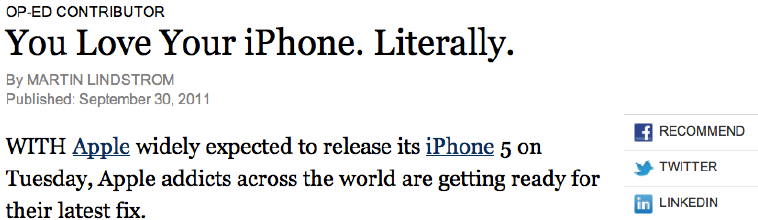 OP-ED CONTRIBUTOR
You Love Your iPhone. Literally.
By MARTIN LINDSTROM
Published: September 30, 2011
WITH Apple widely expected to release its iPhone 5 on
Tuesday, Apple addicts across the world are getting ready for
their latest fix.
RECOMMEND
TWITTER
LINKEDIN